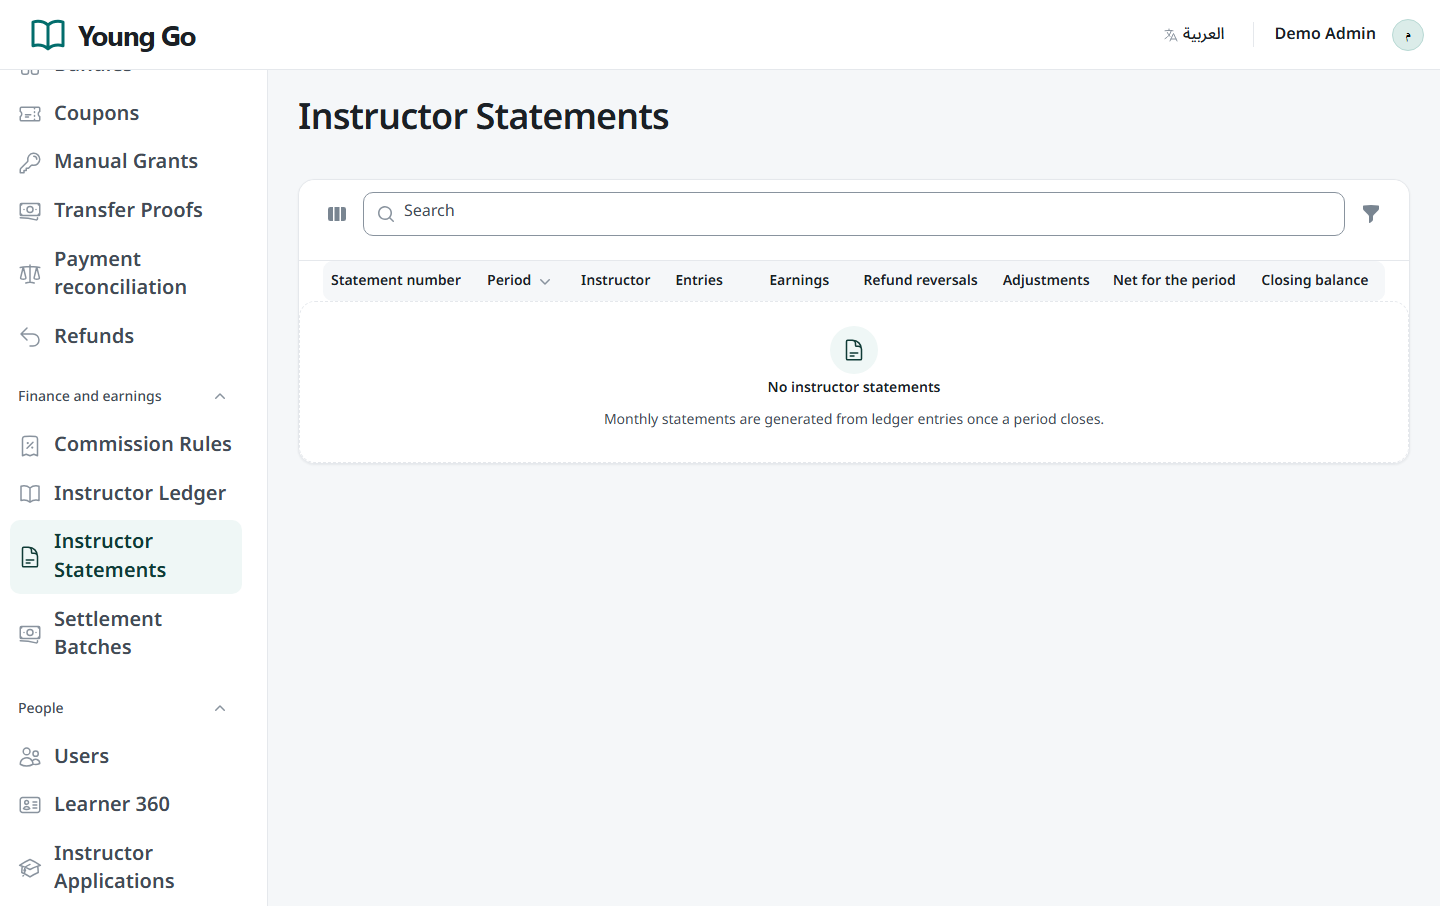 Young Go
العربية
Demo Admin
م
Bundles
Coupons
Manual Grants
Transfer Proofs
Payment
reconciliation
Refunds
Finance and earnings
Commission Rules
Instructor Ledger
Instructor
Statements
Settlement
Batches
People
Users
Learner 360
Instructor
Applications
Instructor Statements
Search
Statement number Period Instructor Entries Earnings Refund reversals Adjustments Net for the period Closing balance
No instructor statements
Monthly statements are generated from ledger entries once a period closes.